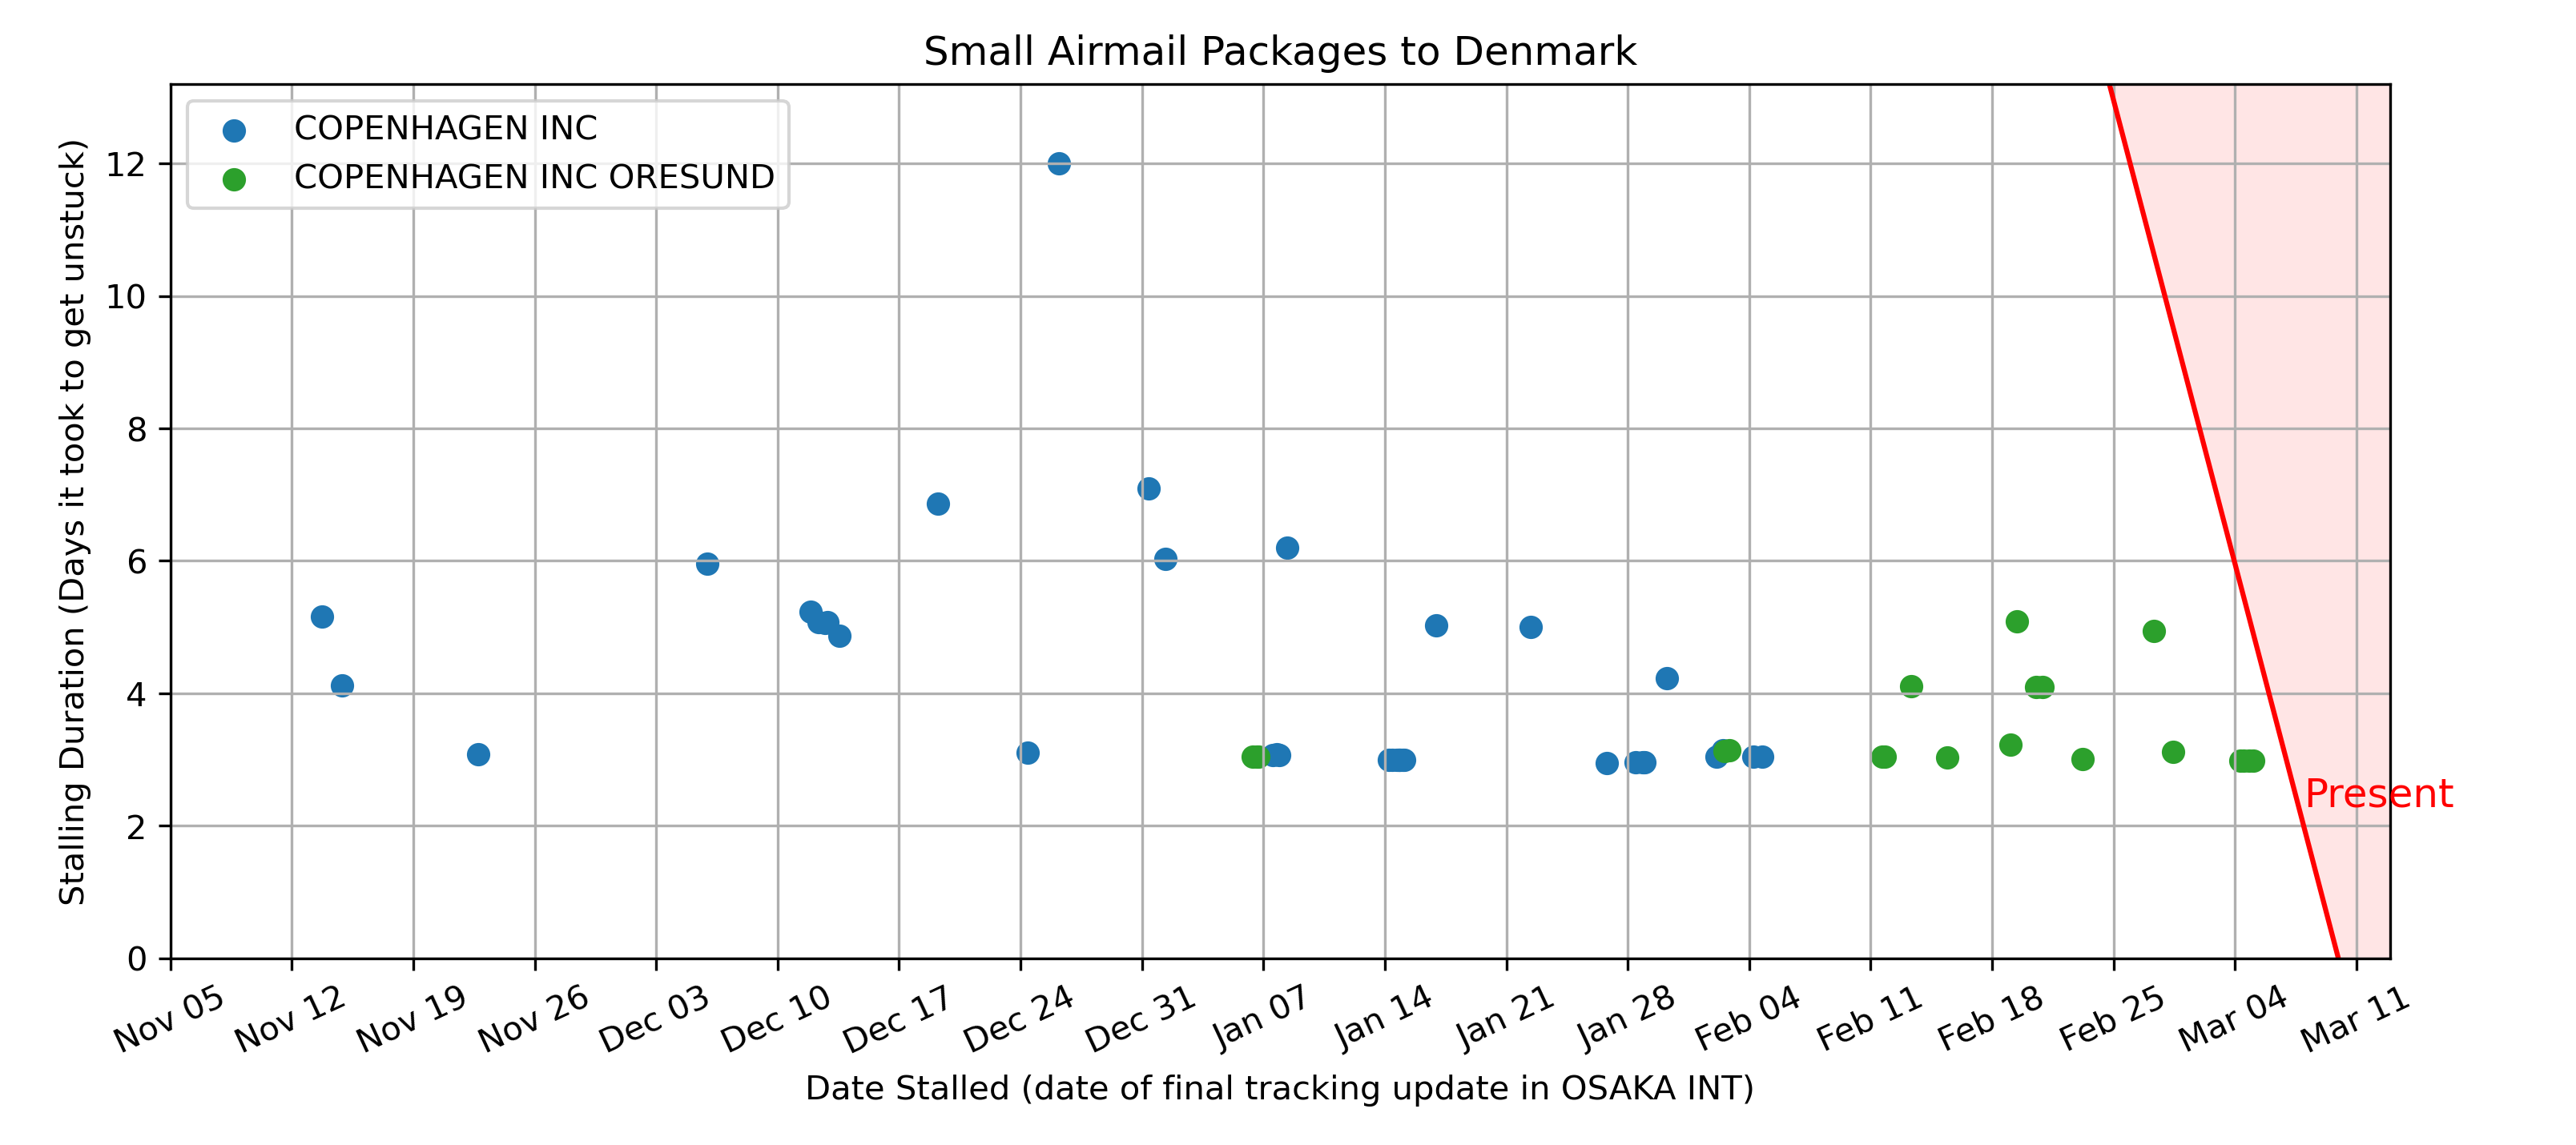 Small Airmail Packages to Denmark
COPENHAGEN INC
COPENHAGEN INC ORESUND
Stalling Duration (Days it took to get unstuck)
12
10
8
6
4
2
0
Present
Nov 05
Nov 12
Nov 19
Nov 26
Dec 03
Dec 10
Dec 17
Dec 24
Dec 31
Jan 07
Jan 14
Jan 21
Jan 28
Feb 04
Feb 11
Feb 18
Feb 25
Mar 04
Mar 11
Date Stalled (date of final tracking update in OSAKA INT)